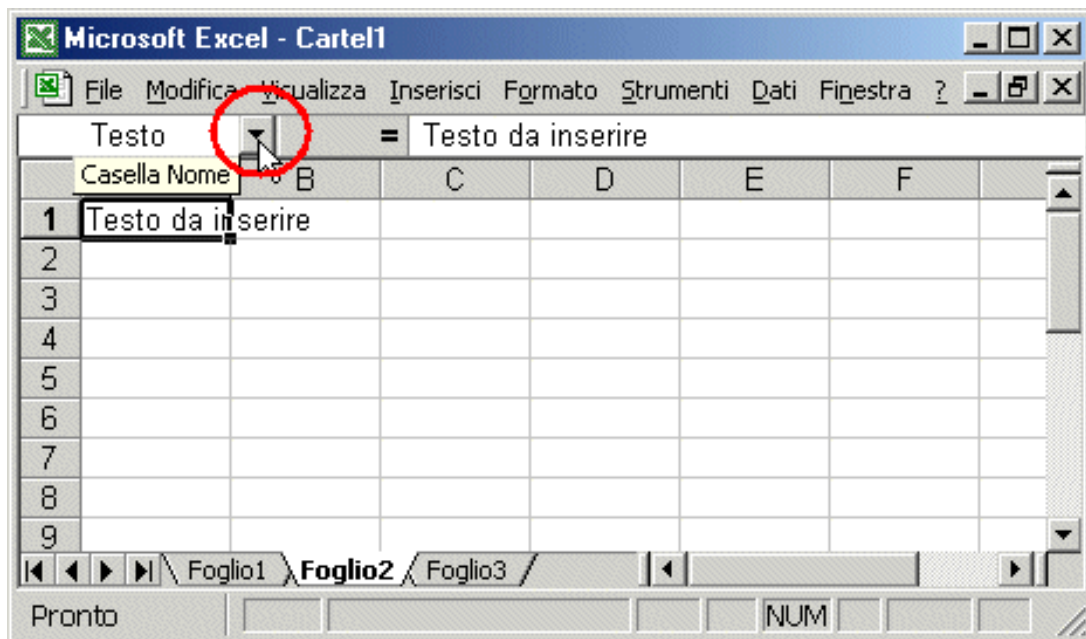 Microsoft Excel - Cartel1
File Modifica Visualizza Inserisci Formato Strumenti Dati Finestra ?
Testo = Testo da inserire
Casella Nome B C D E F
1 Testo da inserire
2
3
4
5
6
7
8
9
Foglio1 Foglio2 Foglio3
Pronto NUM